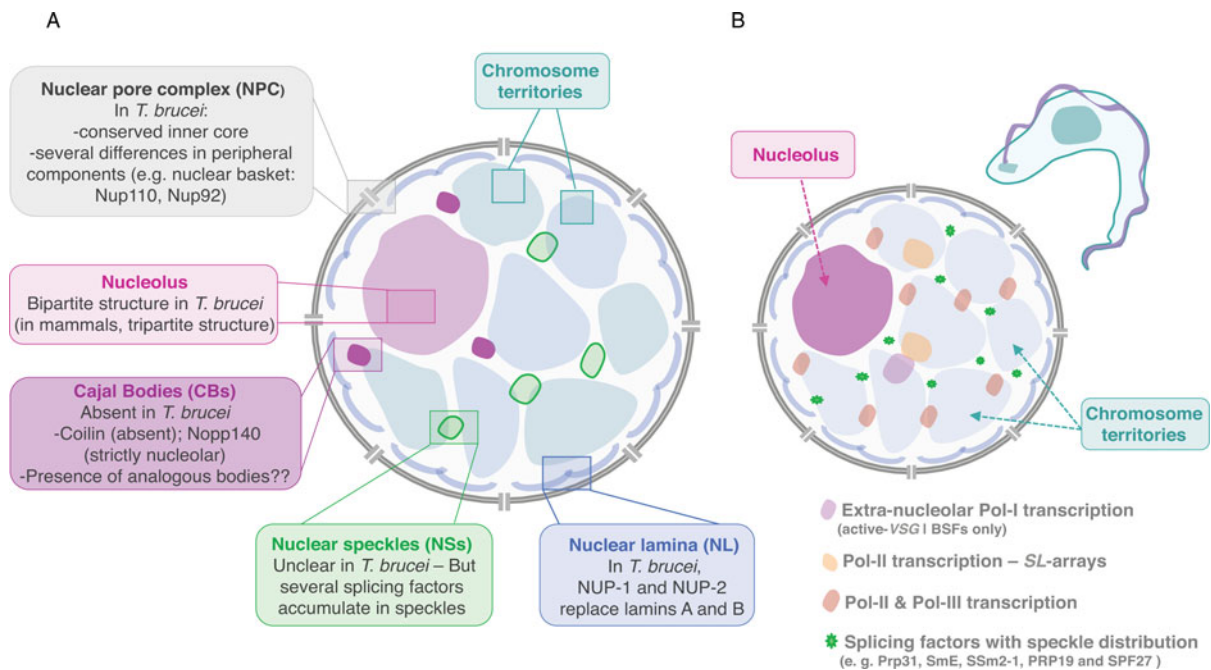 A
Nuclear pore complex (NPC)
In T. brucei:
-conserved inner core
-several differences in peripheral
components (e.g. nuclear basket:
Nup110, Nup92)
Chromosome
territories
Nucleolus
Bipartite structure in T. brucei
(in mammals, tripartite structure)
Cajal Bodies (CBs)
Absent in T. brucei
-Coilin (absent); Nopp140
(strictly nucleolar)
-Presence of analogous bodies??
Nuclear speckles (NSs)
Unclear in T. brucei – But
several splicing factors
accumulate in speckles
Nuclear lamina (NL)
In T. brucei,
NUP-1 and NUP-2
replace lamins A and B
B
Nucleolus
Chromosome
territories
Extra-nucleolar Pol-I transcription
(active-VSG I BSFs only)
Pol-II transcription – SL-arrays
Pol-II & Pol-III transcription
Splicing factors with speckle distribution
(e. g. Prp31, SmE, SSm2-1, PRP19 and SPF27 )